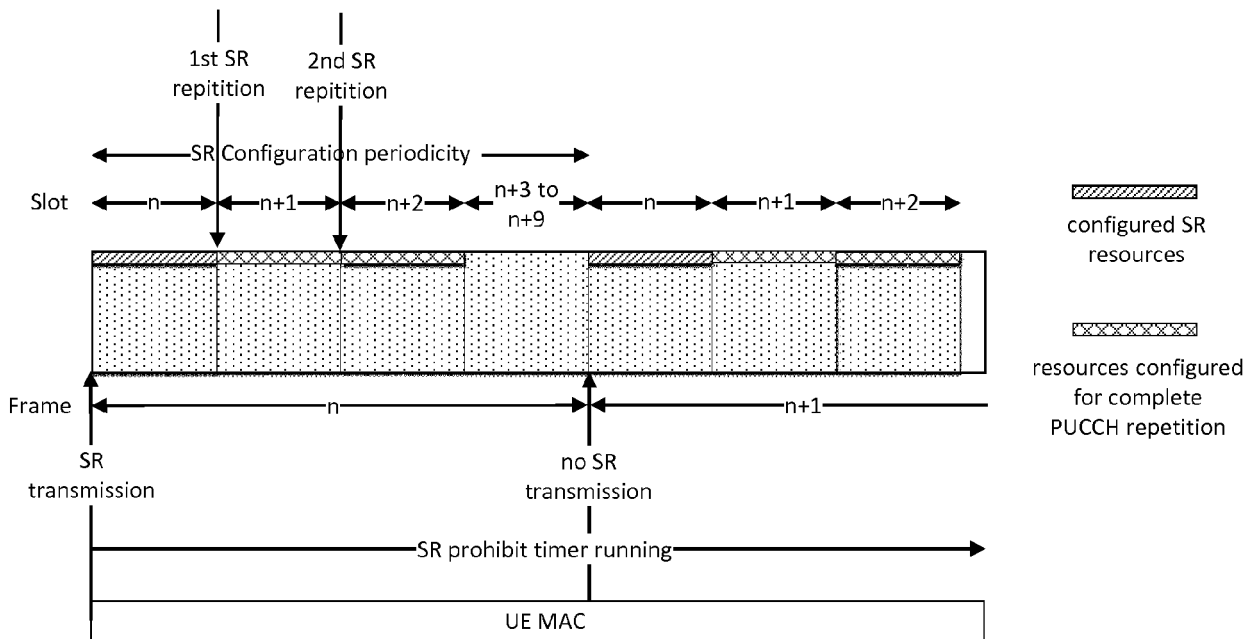 1st SR
repitition
2nd SR
repitition
SR Configuration periodicity
Slot
n
n+1
n+2
n+3 to
n+9
n
n+1
n+2
configured SR
resources
resources configured
for complete
PUCCH repetition
Frame
n
n+1
SR
transmission
no SR
transmission
SR prohibit timer running
UE MAC